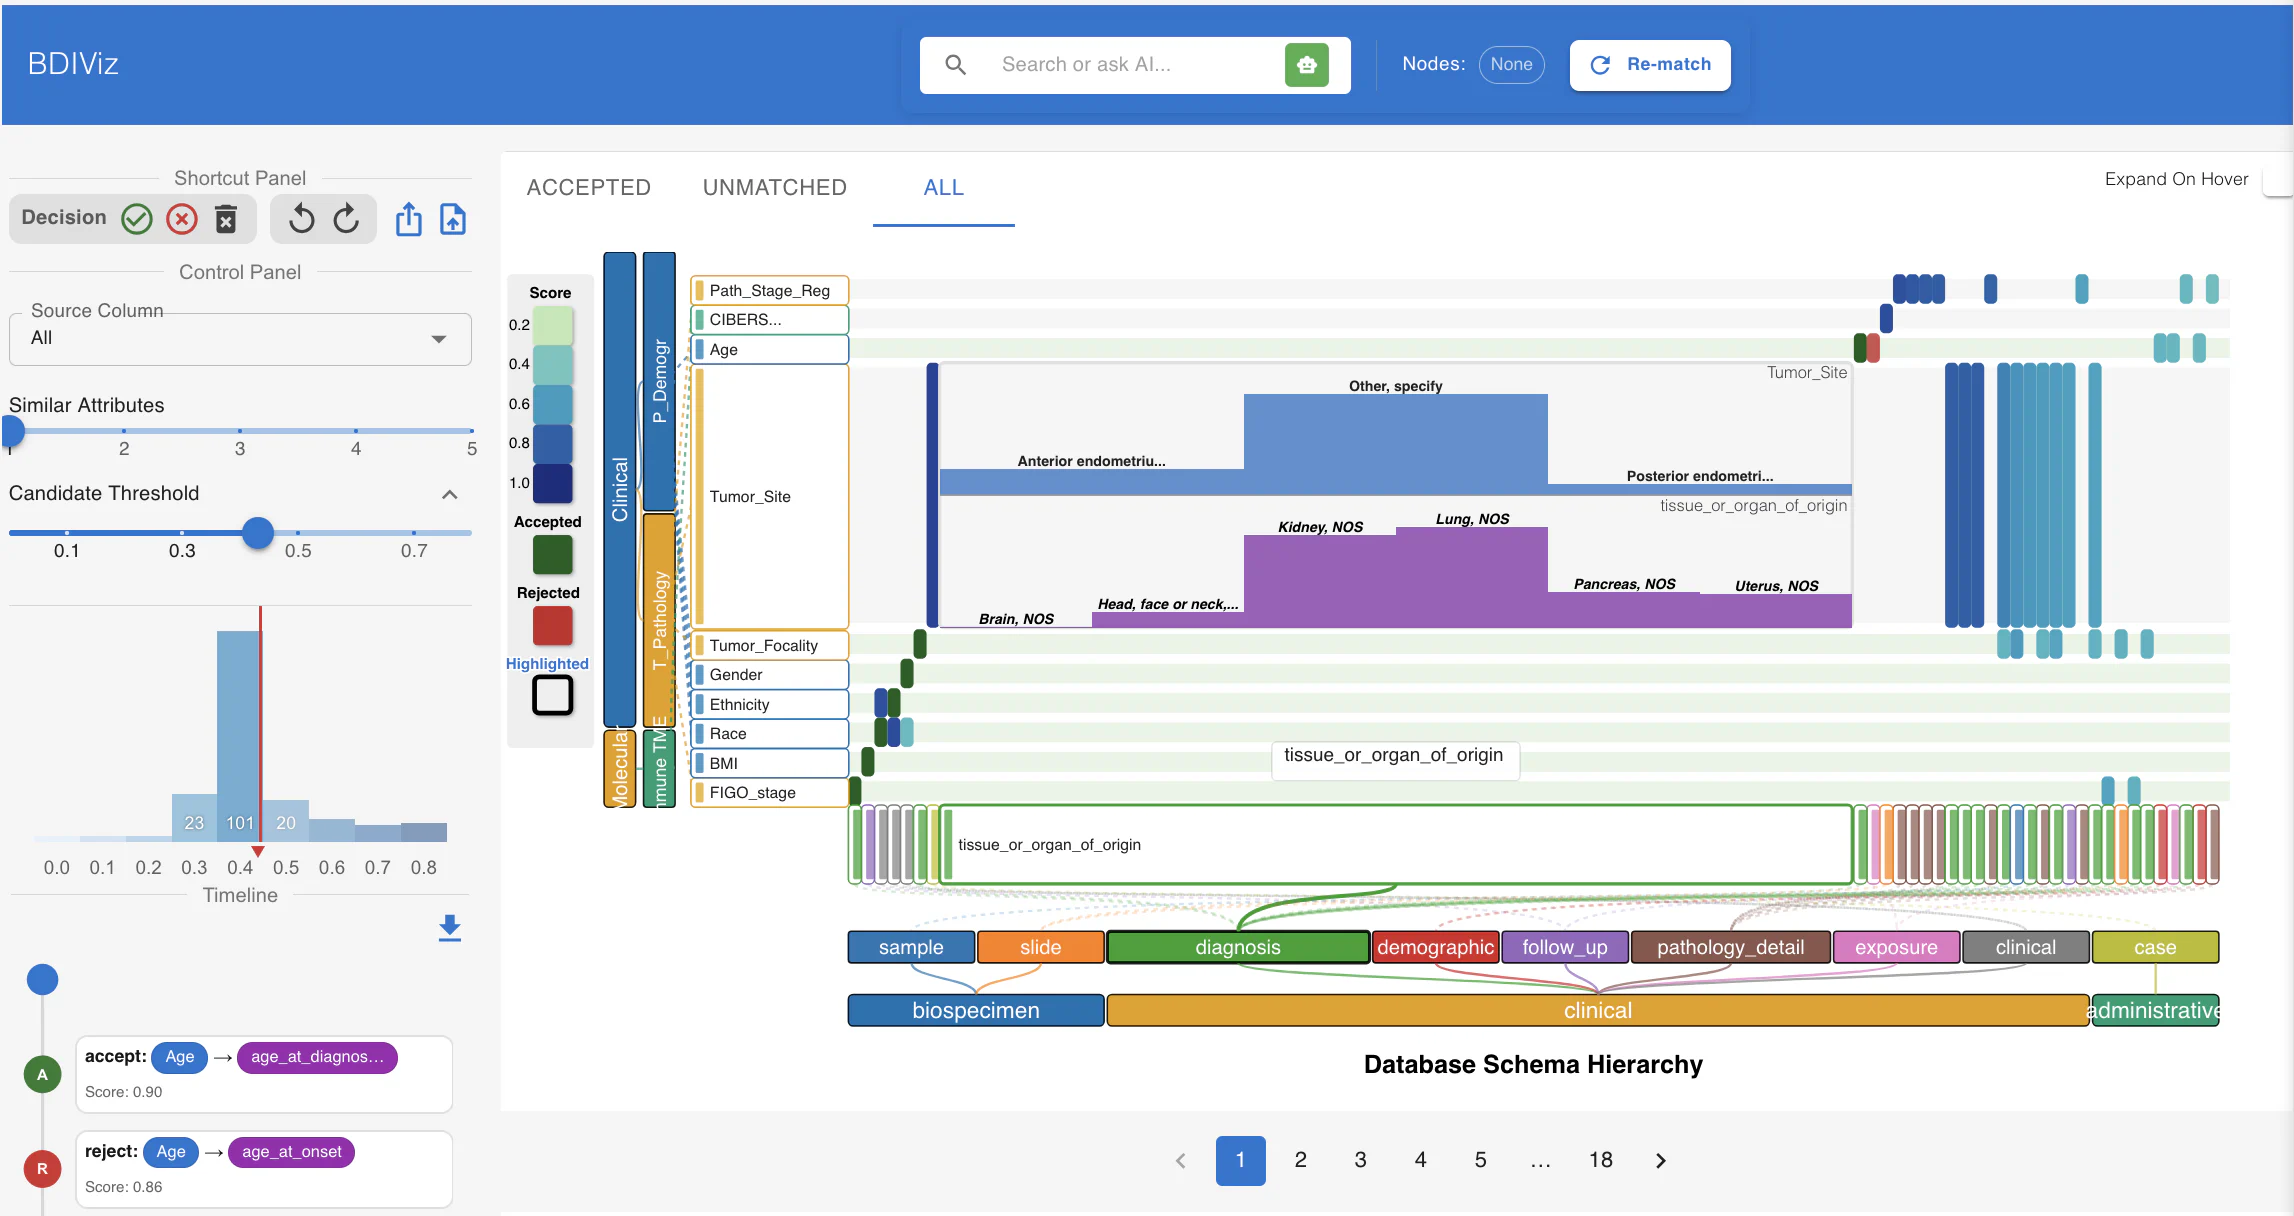 BDIViz
Search or ask AI...
Nodes:
None
Re-match
Shortcut Panel
Decision
Control Panel
Source Column
All
Similar Attributes
2 3 4 5
Candidate Threshold
0.1 0.3 0.5 0.7
23 101 20
0.0 0.1 0.2 0.3 0.4 0.5 0.6 0.7 0.8
Timeline
A
accept: Age → age_at_diagnos...
Score: 0.90
R
reject: Age → age_at_onset
Score: 0.86
ACCEPTED UNMATCHED ALL
Expand On Hover
Score
0.2
0.4
0.6
0.8
1.0
Accepted
Rejected
Highlighted
Clinical
Molecular
P_Demogr
T_Pathology
mmune TME
Path_Stage_Reg
CIBERS...
Age
Tumor_Site
Tumor_Focality
Gender
Ethnicity
Race
BMI
FIGO_stage
Tumor_Site
Other, specify
Anterior endometriu...
Posterior endometri...
tissue_or_organ_of_origin
Kidney, NOS
Lung, NOS
Pancreas, NOS
Uterus, NOS
Head, face or neck,...
Brain, NOS
tissue_or_organ_of_origin
tissue_or_organ_of_origin
sample slide diagnosis demographic follow_up pathology_detail exposure clinical case
biospecimen clinical administrative
Database Schema Hierarchy
1 2 3 4 5 ... 18